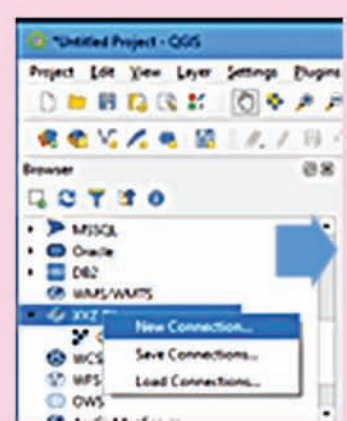 *Untitled Project - QGIS
Project Edit View Layer Settings Plugins
Browser
MSSQL
Oracle
DB2
WMS/WMTS
XYZ
New Connection...
WCS
Save Connections...
WFS
Load Connections...
OWS